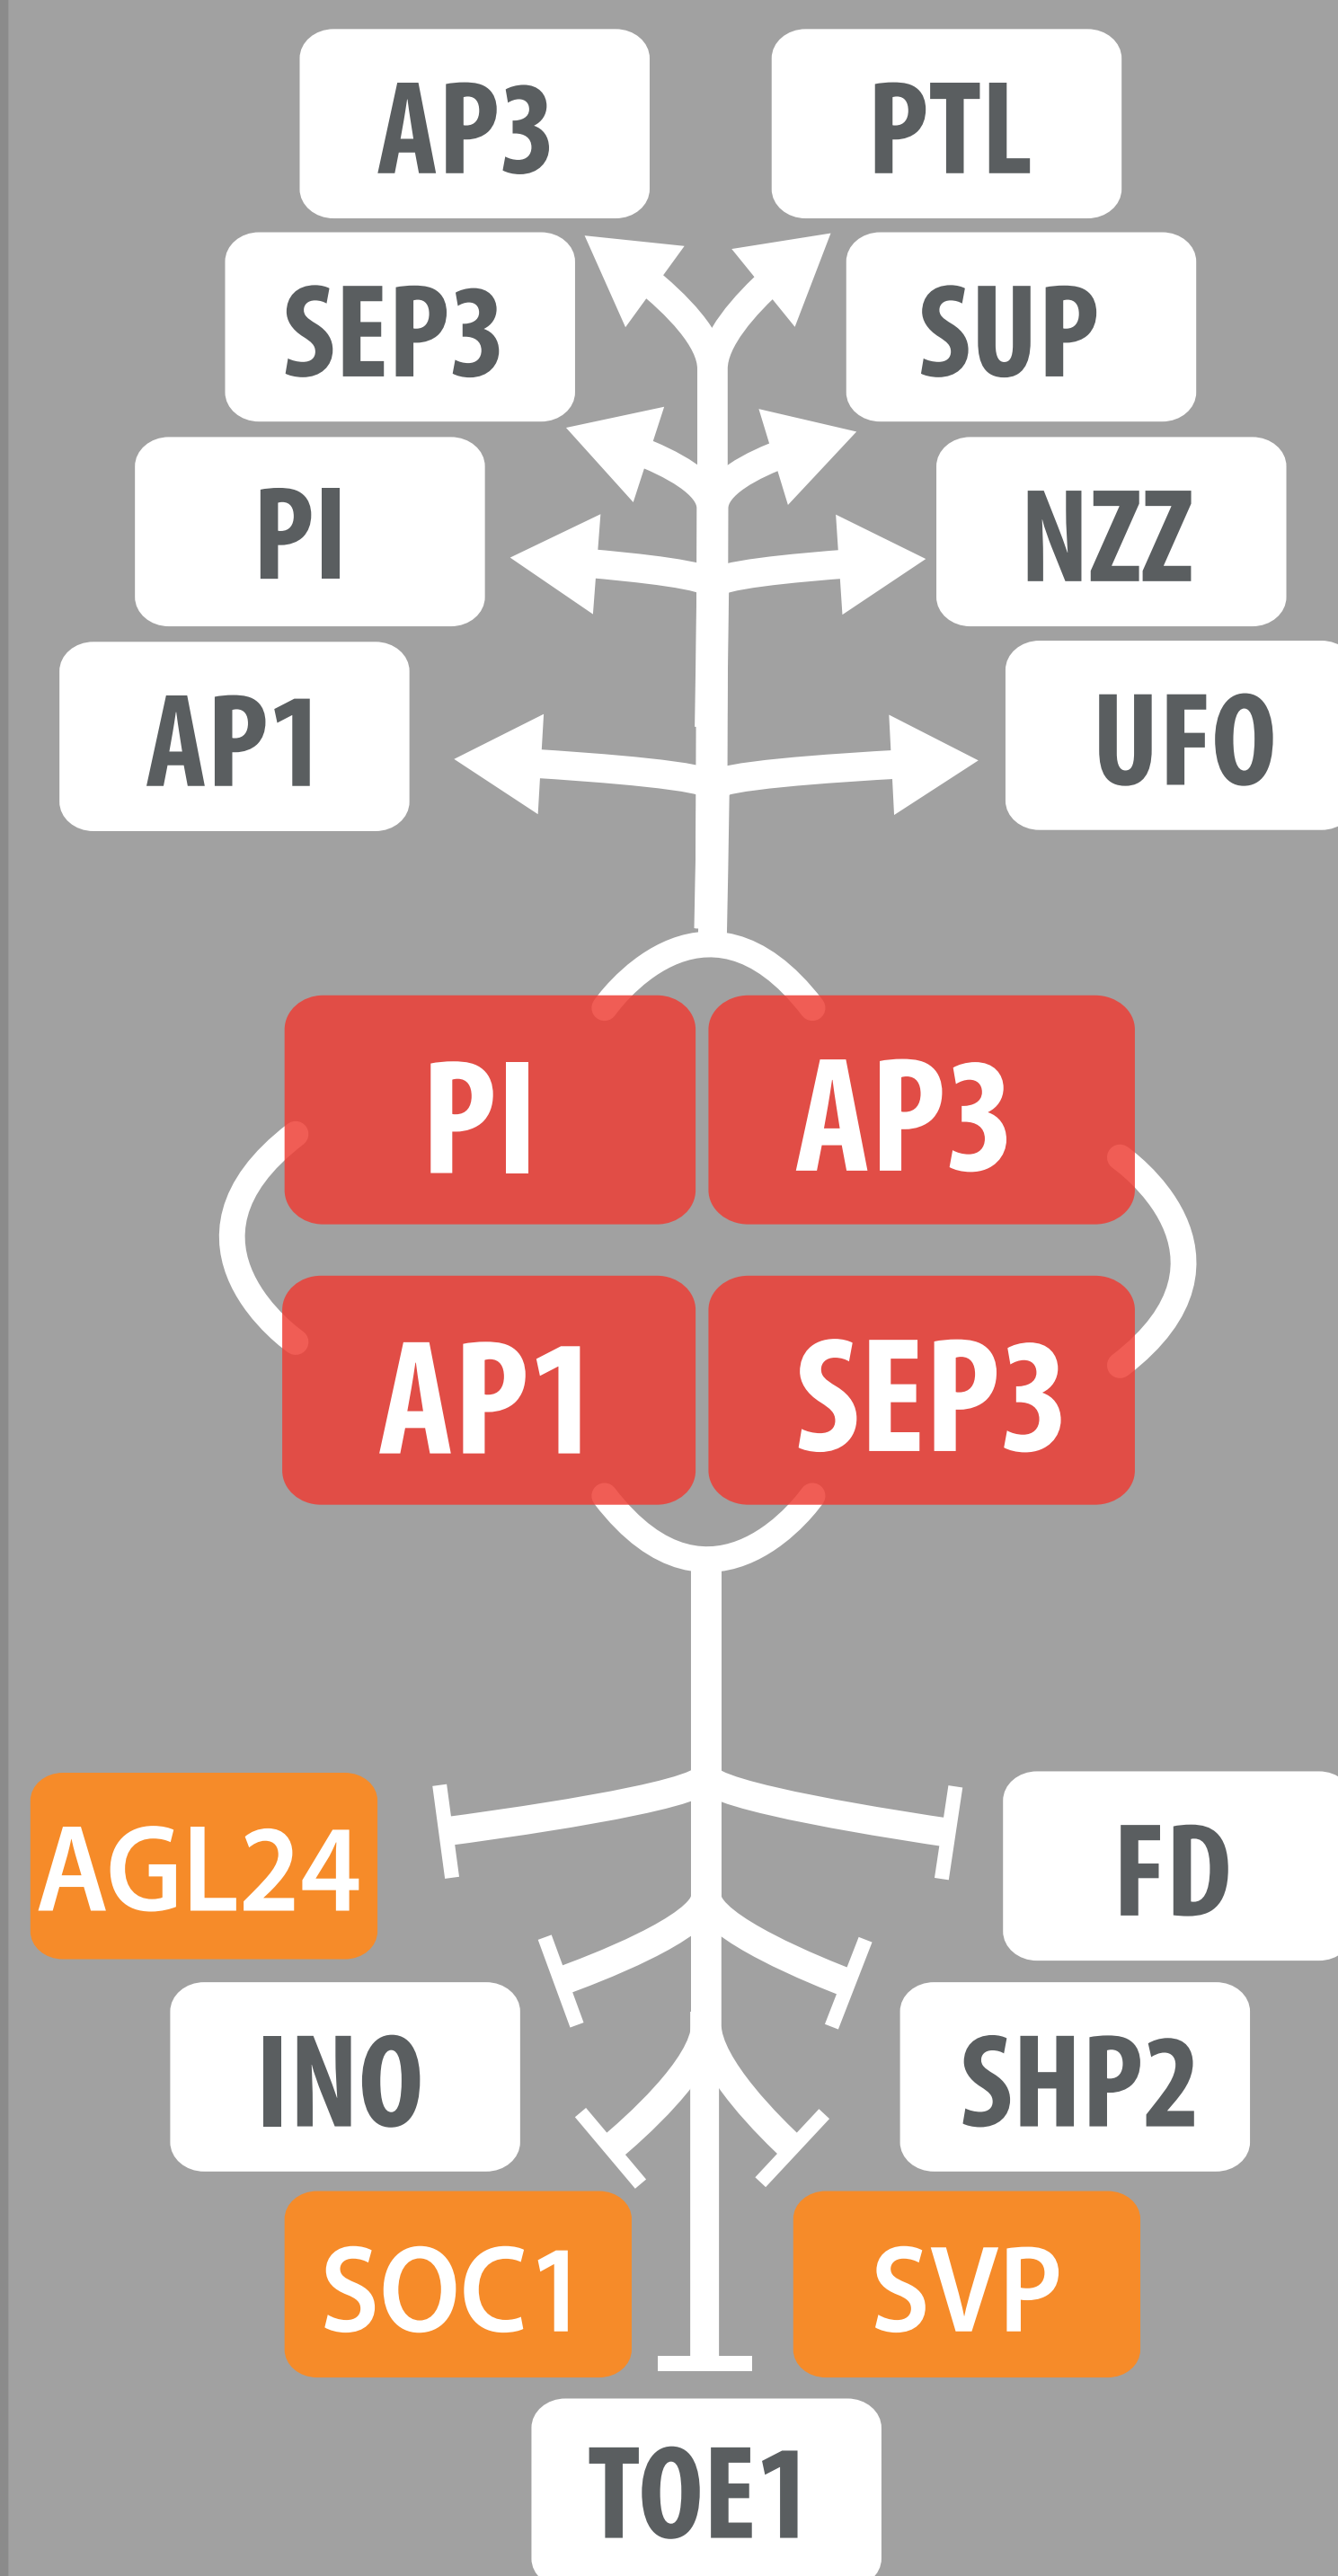 AP3 PTL
SEP3 SUP
PI NZZ
AP1 UFO
PI AP3
AP1 SEP3
AGL24 FD
INO SHP2
SOC1 SVP
TOE1